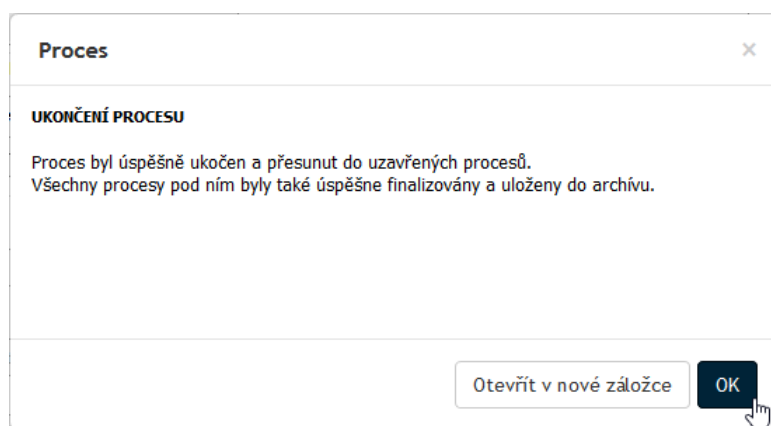 Proces
×
UKONČENÍ PROCESU
Proces byl úspěšně ukočen a přesunut do uzavřených procesů.
Všechny procesy pod ním byly také úspěšne finalizovány a uloženy do archívu.
Otevřít v nové záložce
OK